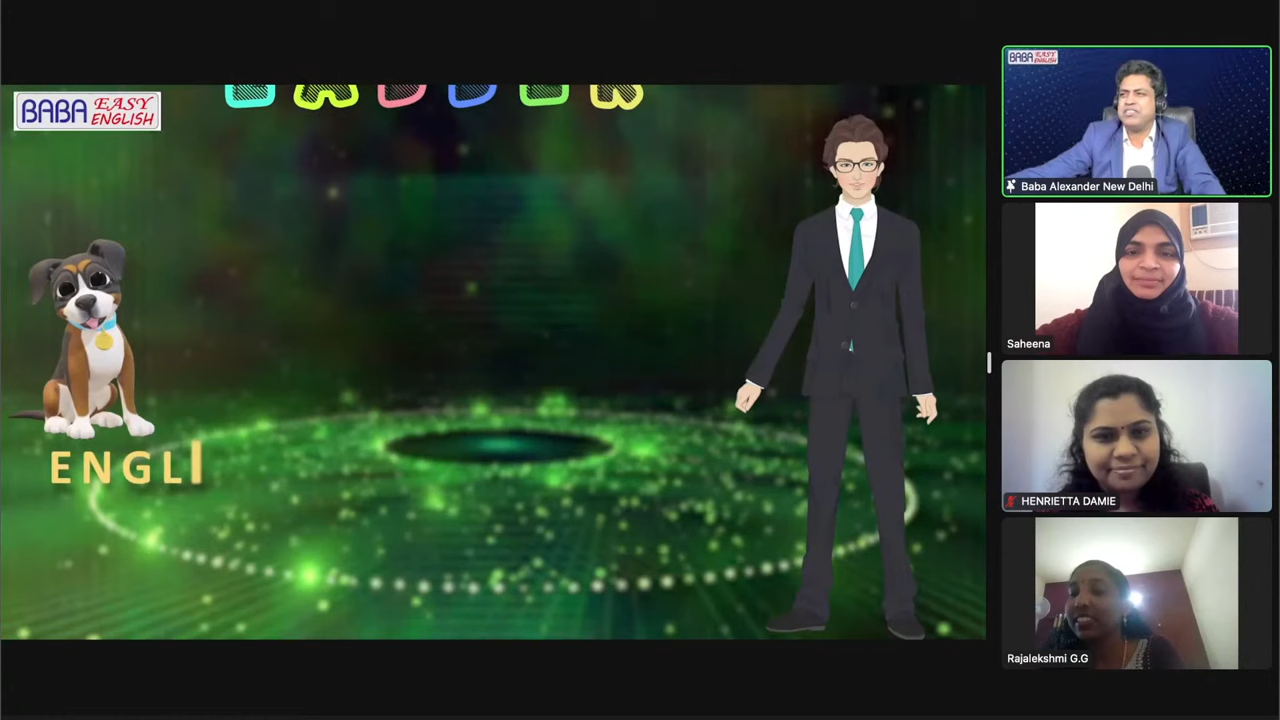 BABA EASY
ENGLISH
ENGLI
BABA EASY
ENGLISH
Baba Alexander New Delhi
Saheena
HENRIETTA DAMIE
Rajalekshmi G.G